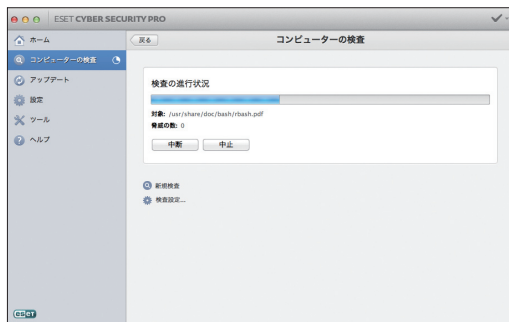 ESET CYBER SECURITY PRO
ホーム
コンピューターの検査
アップデート
設定
ツール
ヘルプ
戻る
コンピューターの検査
検査の進行状況
対象: /usr/share/doc/bash/rbash.pdf
脅威の数: 0
中断 中止
新規検査
検査設定...
eseT